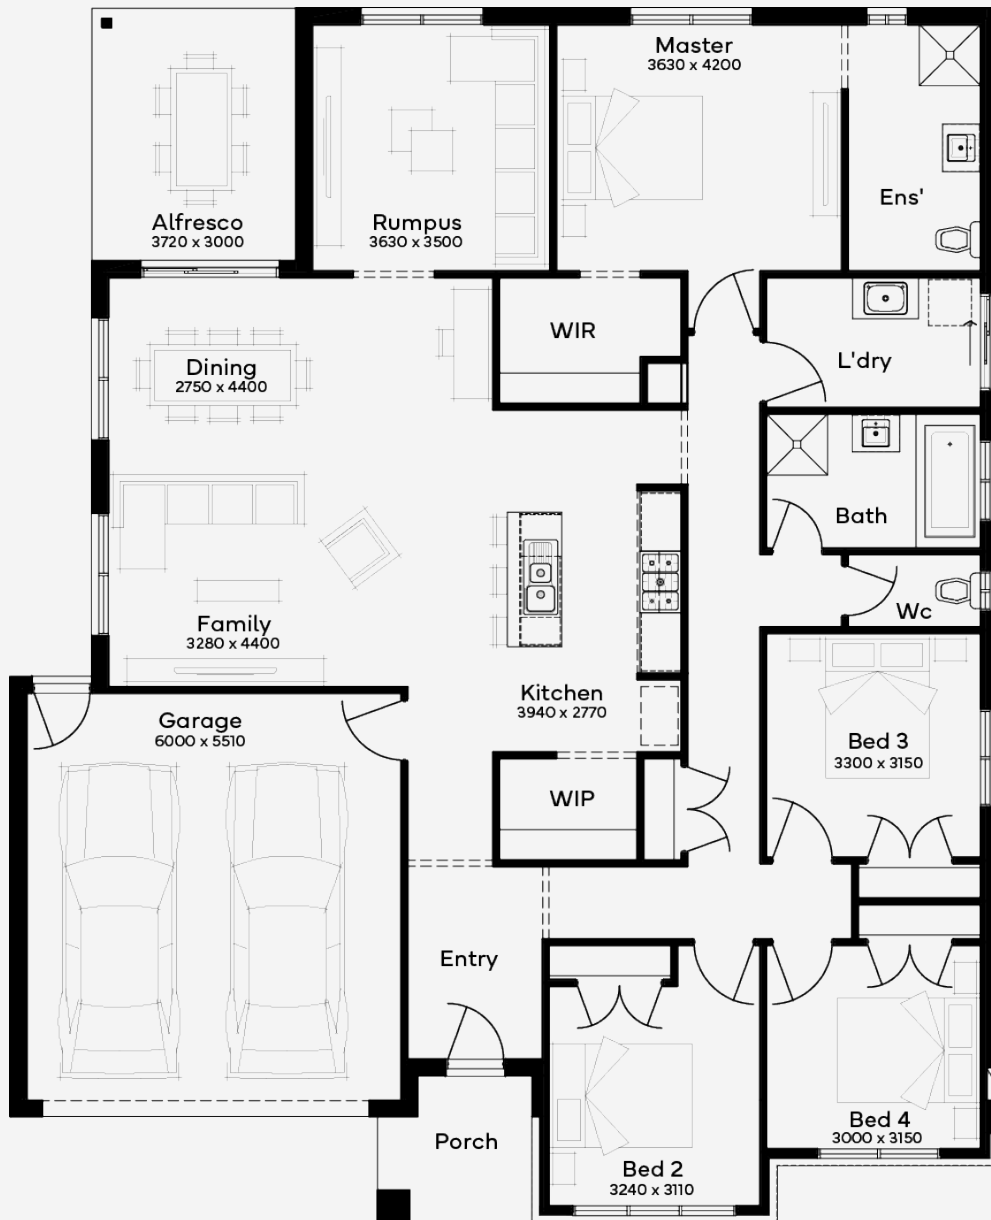 Master
3630 x 4200
Alfresco
3720 x 3000
Rumpus
3630 x 3500
Ens'
WIR
L'dry
Dining
2750 x 4400
Bath
Wc
Family
3280 x 4400
Kitchen
3940 x 2770
Garage
6000 x 5510
Bed 3
3300 x 3150
WIP
Entry
Porch
Bed 2
3240 x 3110
Bed 4
3000 x 3150